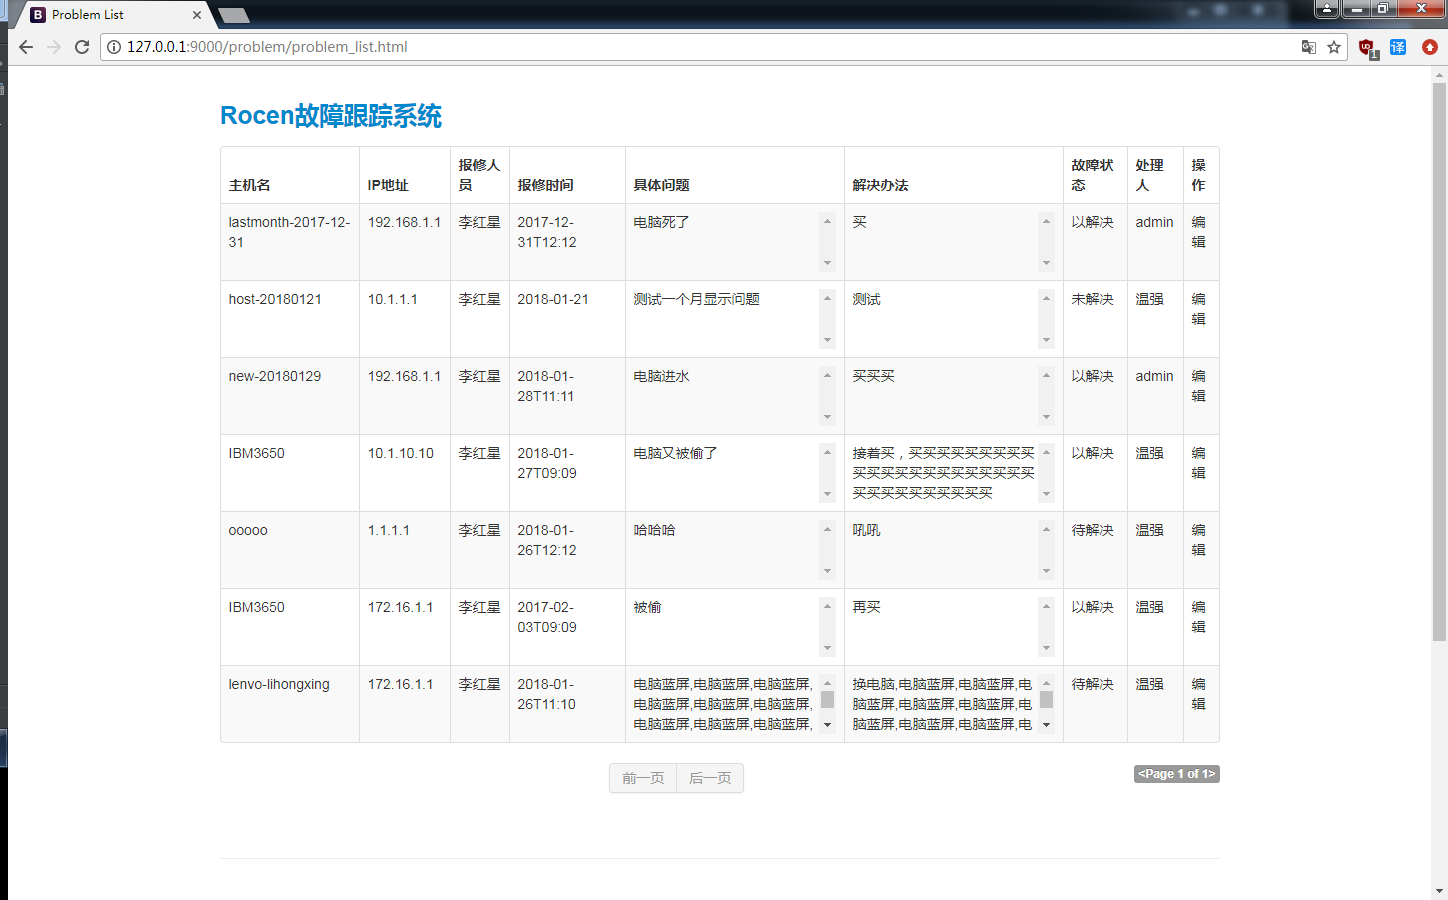 Problem List
127.0.0.1:9000/problem/problem_list.html
译
1
Rocen故障跟踪系统
主机名
IP地址
报修人
员
报修时间
具体问题
解决办法
故障状
态
处理
人
操
作
lastmonth-2017-12-
31
192.168.1.1
李红星
2017-12-
31T12:12
电脑死了
买
以解决
admin
编
辑
host-20180121
10.1.1.1
李红星
2018-01-21
测试一个月显示问题
测试
未解决
温强
编
辑
new-20180129
192.168.1.1
李红星
2018-01-
28T11:11
电脑进水
买买买
以解决
admin
编
辑
IBM3650
10.1.10.10
李红星
2018-01-
27T09:09
电脑又被偷了
接着买，买买买买买买买买买
买买买买买买买买买买买买买
买买买买买买买买买买
以解决
温强
编
辑
ooooo
1.1.1.1
李红星
2018-01-
26T12:12
哈哈哈
吼吼
待解决
温强
编
辑
IBM3650
172.16.1.1
李红星
2017-02-
03T09:09
被偷
再买
以解决
温强
编
辑
lenvo-lihongxing
172.16.1.1
李红星
2018-01-
26T11:10
电脑蓝屏,电脑蓝屏,电脑蓝屏,
电脑蓝屏,电脑蓝屏,电脑蓝屏,
电脑蓝屏,电脑蓝屏,电脑蓝屏,
换电脑,电脑蓝屏,电脑蓝屏,电
脑蓝屏,电脑蓝屏,电脑蓝屏,电
脑蓝屏,电脑蓝屏,电脑蓝屏,电
待解决
温强
编
辑
前一页
后一页
<Page 1 of 1>